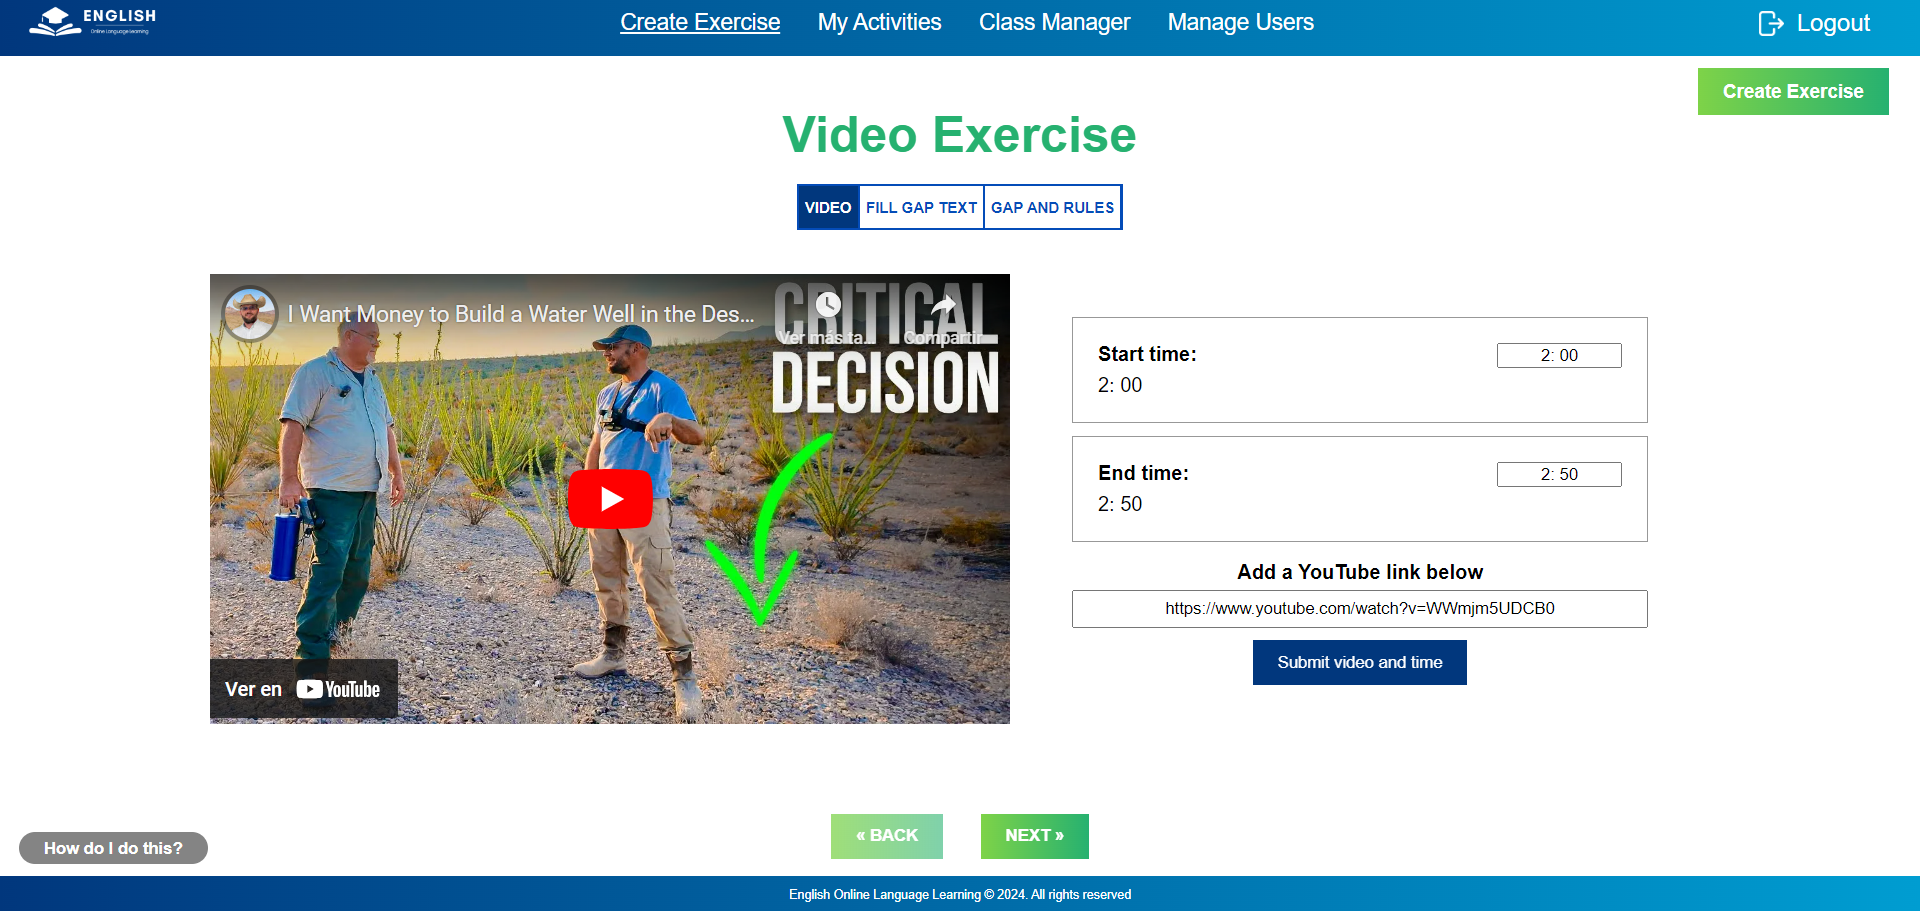 ENGLISH
Online Language Learning
Create Exercise
My Activities
Class Manager
Manage Users
Logout
Create Exercise
Video Exercise
VIDEO
FILL GAP TEXT
GAP AND RULES
I Want Money to Build a Water Well in the Des...
CRITICAL
Ver más ta...
Compartir
DECISION
Ver en YouTube
Start time:
2: 00
2: 00
End time:
2: 50
2: 50
Add a YouTube link below
https://www.youtube.com/watch?v=WWmjm5UDCB0
Submit video and time
« BACK
NEXT »
How do I do this?
English Online Language Learning © 2024. All rights reserved